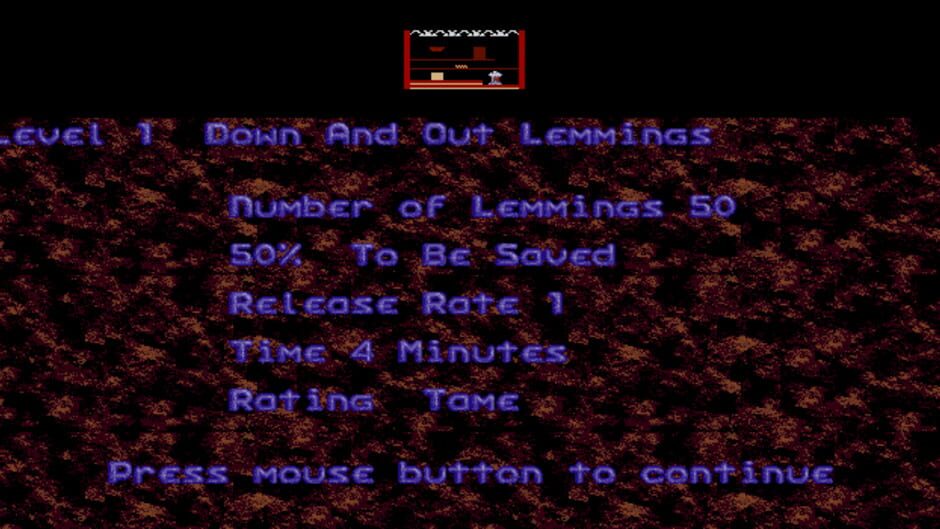 Level 1 Down And Out Lemmings
Number of Lemmings 50
50% To Be Saved
Release Rate 1
Time 4 Minutes
Rating Tame
Press mouse button to continue